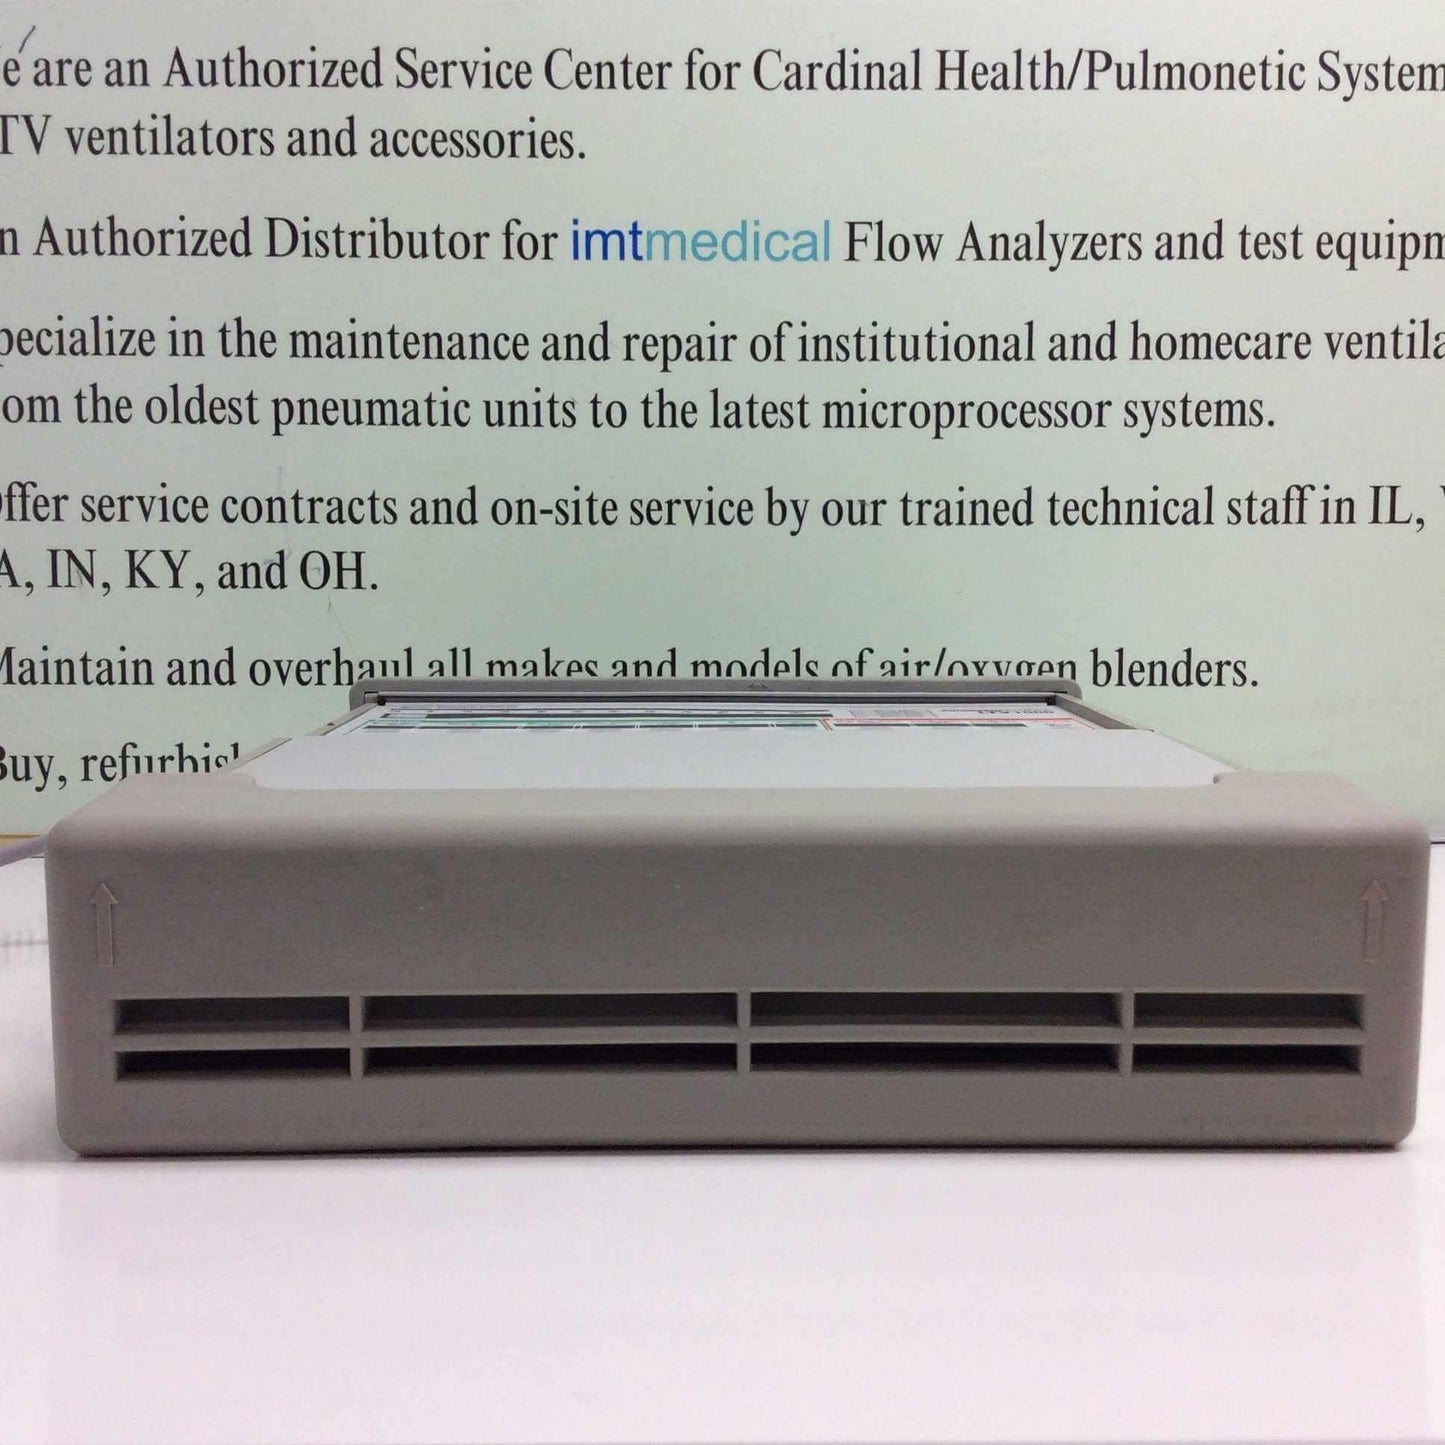 e are an Authorized Service Center for Cardinal Health/Pulmonetic System
TV ventilators and accessories.
n Authorized Distributor for imtmedical Flow Analyzers and test equipm
pecialize in the maintenance and repair of institutional and homecare ventila
om the oldest pneumatic units to the latest microprocessor systems.
ffer service contracts and on-site service by our trained technical staff in IL,
A, IN, KY, and OH.
Maintain and overhaul all makes and models of air/oxygen blenders.
Buy, refurbish